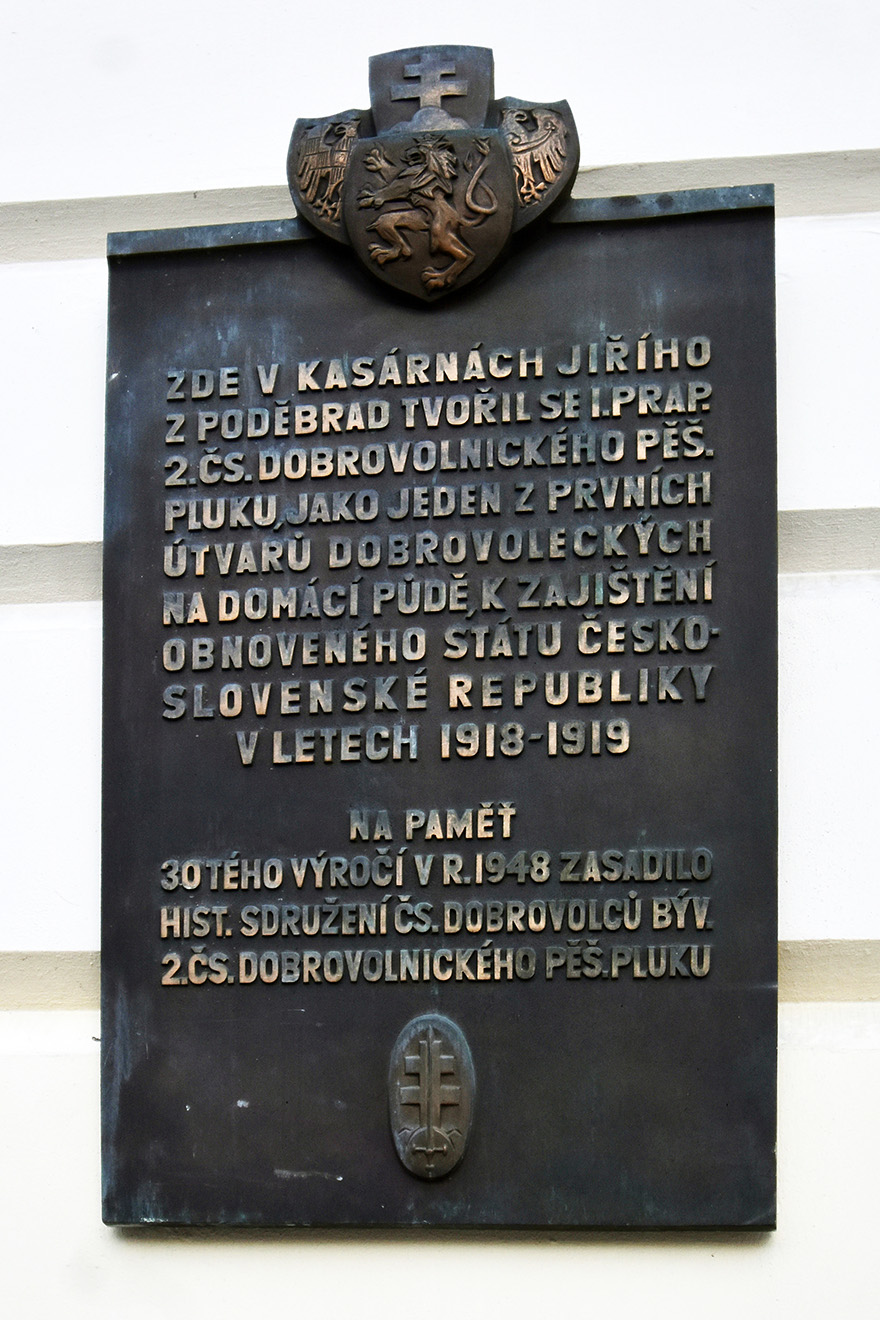 ZDE V KASÁRNÁCH JIŘÍHO
Z PODĚBRAD TVOŘIL SE I.PRAP.
2.ČS.DOBROVOLNICKÉHO PĚŠ.
PLUKU, JAKO JEDEN Z PRVNÍCH
ÚTVARŮ DOBROVOLECKÝCH
NA DOMÁCÍ PŮDĚ, K ZAJIŠTĚNÍ
OBNOVENÉHO STÁTU ČESKO-
SLOVENSKÉ REPUBLIKY
V LETECH 1918-1919
NA PAMĚŤ
30TÉHO VÝROČÍ V R.1948 ZASADILO
HIST. SDRUŽENÍ ČS. DOBROVOLCŮ BÝV.
2.ČS.DOBROVOLNICKÉHO PĚŠ.PLUKU